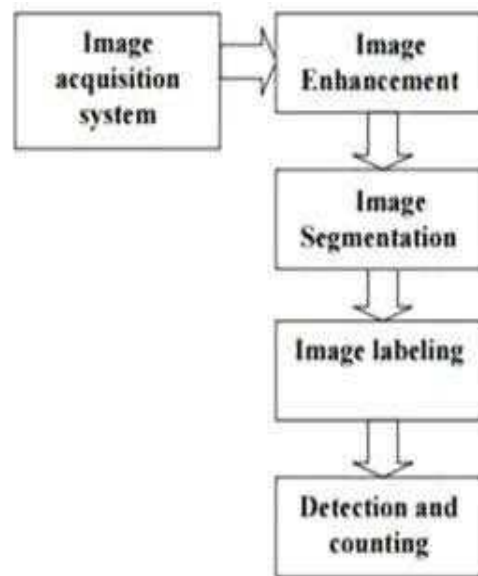 Image
acquisition
system
Image
Enhancement
Image
Segmentation
Image labeling
Detection and
counting